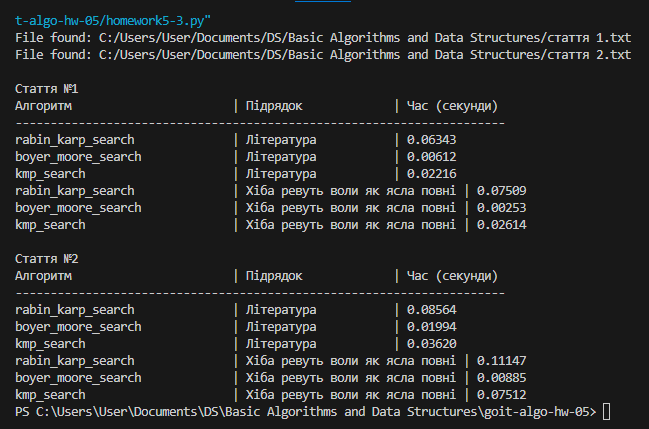 t-algo-hw-05/homework5-3.py"
File found: C:/Users/User/Documents/DS/Basic Algorithms and Data Structures/стаття 1.txt
File found: C:/Users/User/Documents/DS/Basic Algorithms and Data Structures/стаття 2.txt
Стаття №1
Алгоритм | Підрядок | Час (секунди)
----------------------------------------------------------------------
rabin_karp_search | Література | 0.06343
boyer_moore_search | Література | 0.00612
kmp_search | Література | 0.02216
rabin_karp_search | Хіба ревуть воли як ясла повні | 0.07509
boyer_moore_search | Хіба ревуть воли як ясла повні | 0.00253
kmp_search | Хіба ревуть воли як ясла повні | 0.02614
Стаття №2
Алгоритм | Підрядок | Час (секунди)
----------------------------------------------------------------------
rabin_karp_search | Література | 0.08564
boyer_moore_search | Література | 0.01994
kmp_search | Література | 0.03620
rabin_karp_search | Хіба ревуть воли як ясла повні | 0.11147
boyer_moore_search | Хіба ревуть воли як ясла повні | 0.00885
kmp_search | Хіба ревуть воли як ясла повні | 0.07512
PS C:\Users\User\Documents\DS\Basic Algorithms and Data Structures\goit-algo-hw-05>